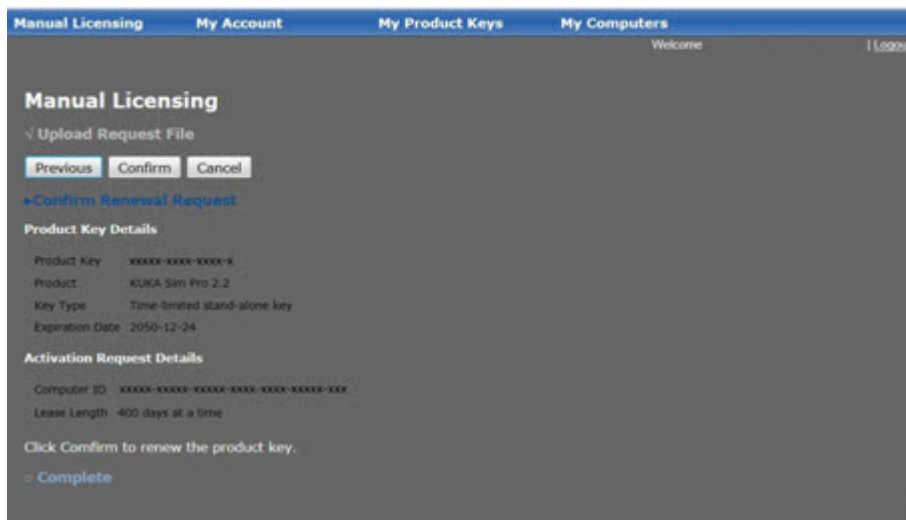 Manual Licensing My Account My Product Keys My Computers
Welcome | Logou
Manual Licensing
√ Upload Request File
Previous Confirm Cancel
▸Confirm Renewal Request
Product Key Details
Product Key xxxxx-xxxx-xxxx-x
Product KUKA Sim Pro 2.2
Key Type Time-limited stand-alone key
Expiration Date 2050-12-24
Activation Request Details
Computer ID xxxxx-xxxxx-xxxxx-xxxx-xxxx-xxxxx-xxx
Lease Length 400 days at a time
Click Comfirm to renew the product key.
○ Complete